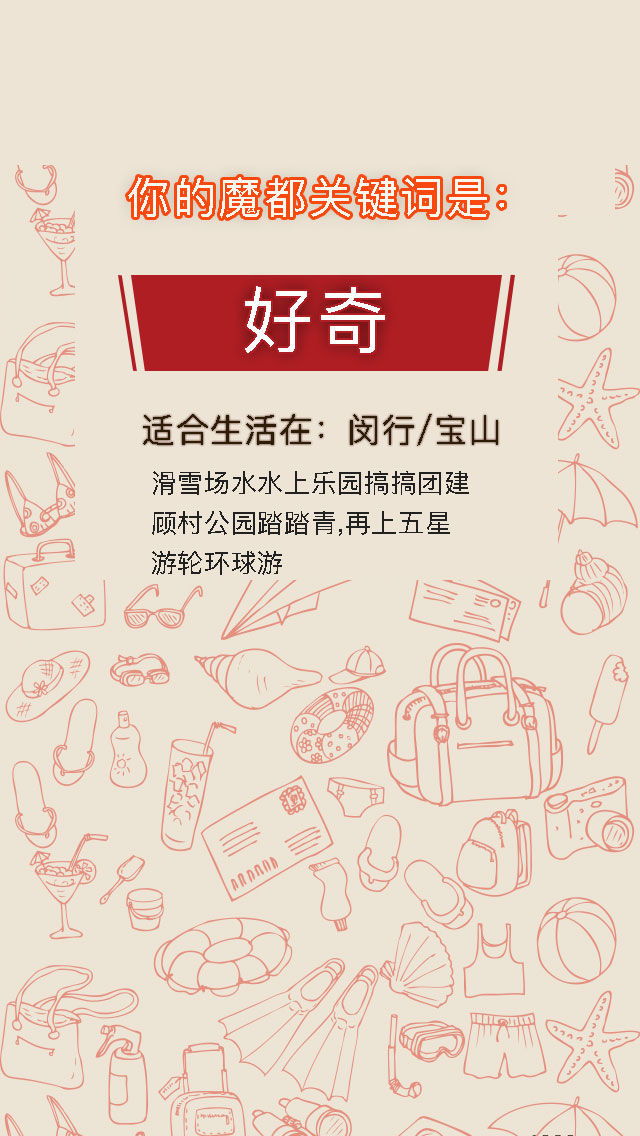 你的魔都关键词是：
好奇
适合生活在：闵行/宝山
滑雪场水水上乐园搞搞团建
顾村公园踏踏青,再上五星
游轮环球游